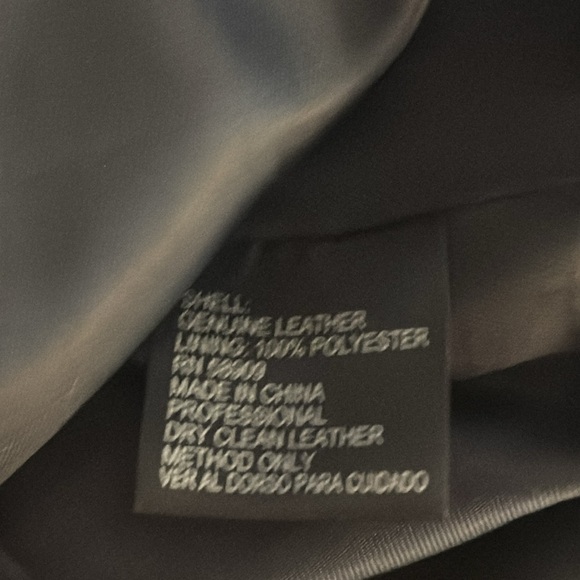 SHELL:
GENUINE LEATHER
LINING: 100% POLYESTER
RN
MADE IN CHINA
PROFESSIONAL
DRY CLEAN LEATHER
METHOD ONLY
VER AL DORSO PARA CUIDADO